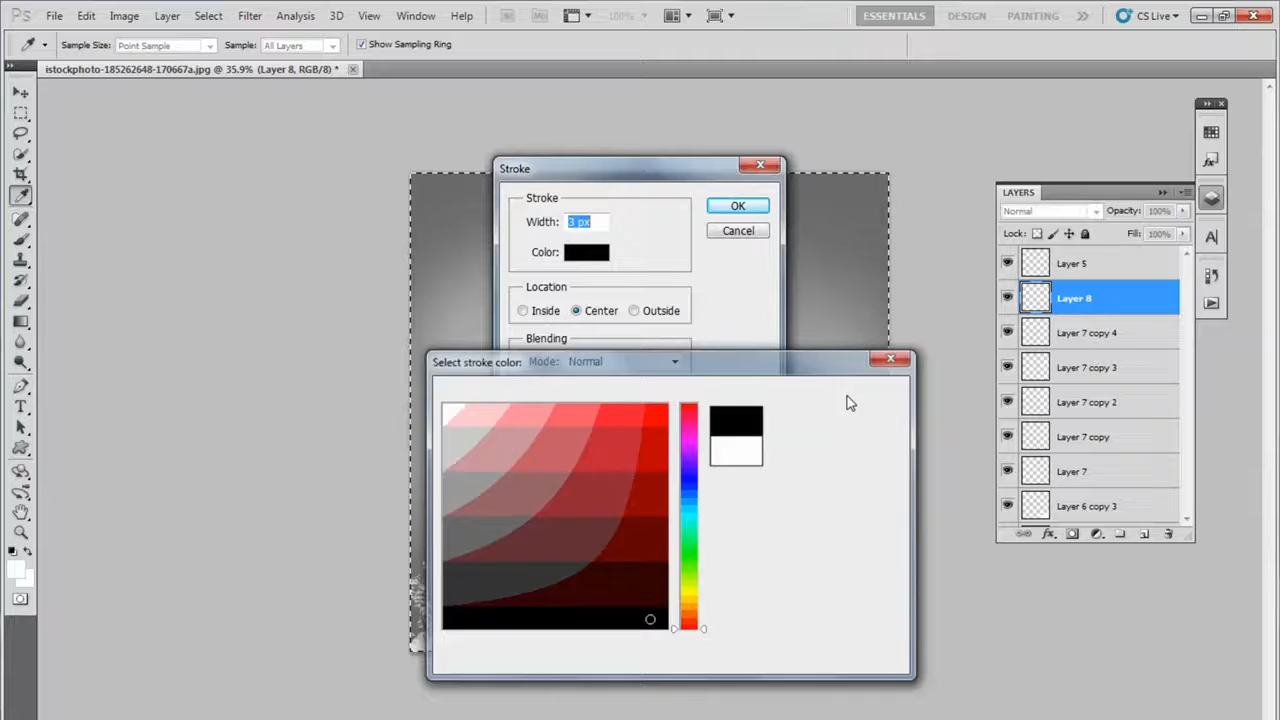 Ps File Edit Image Layer Select Filter Analysis 3D View Window Help Br Mb 100% ESSENTIALS DESIGN PAINTING CS Live
Sample Size: Point Sample Sample: All Layers Show Sampling Ring
istockphoto-185262648-170667a.jpg @ 35.9% (Layer 8, RGB/8) *
Stroke
Stroke
Width: 3 px
Color:
OK
Cancel
Location
Inside Center Outside
Blending
Select stroke color: Mode: Normal
LAYERS
Normal Opacity: 100%
Lock: Fill: 100%
Layer 5
Layer 8
Layer 7 copy 4
Layer 7 copy 3
Layer 7 copy 2
Layer 7 copy
Layer 7
Layer 6 copy 3